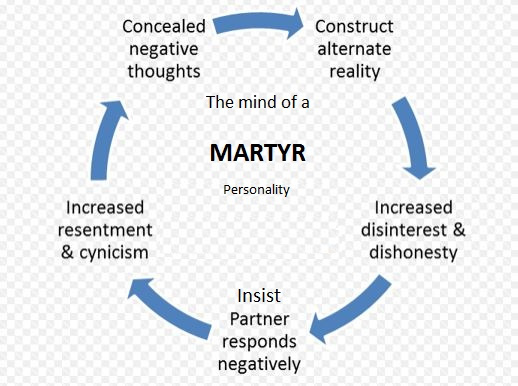 Concealed
negative
thoughts
Construct
alternate
reality
The mind of a
MARTYR
Personality
Increased
resentment
& cynicism
Increased
disinterest &
dishonesty
Insist
Partner
responds
negatively